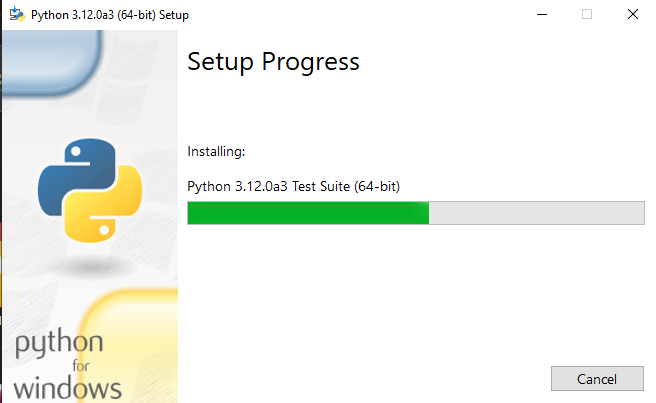 Python 3.12.0a3 (64-bit) Setup
Setup Progress
Installing:
Python 3.12.0a3 Test Suite (64-bit)
python
for
windows
Cancel